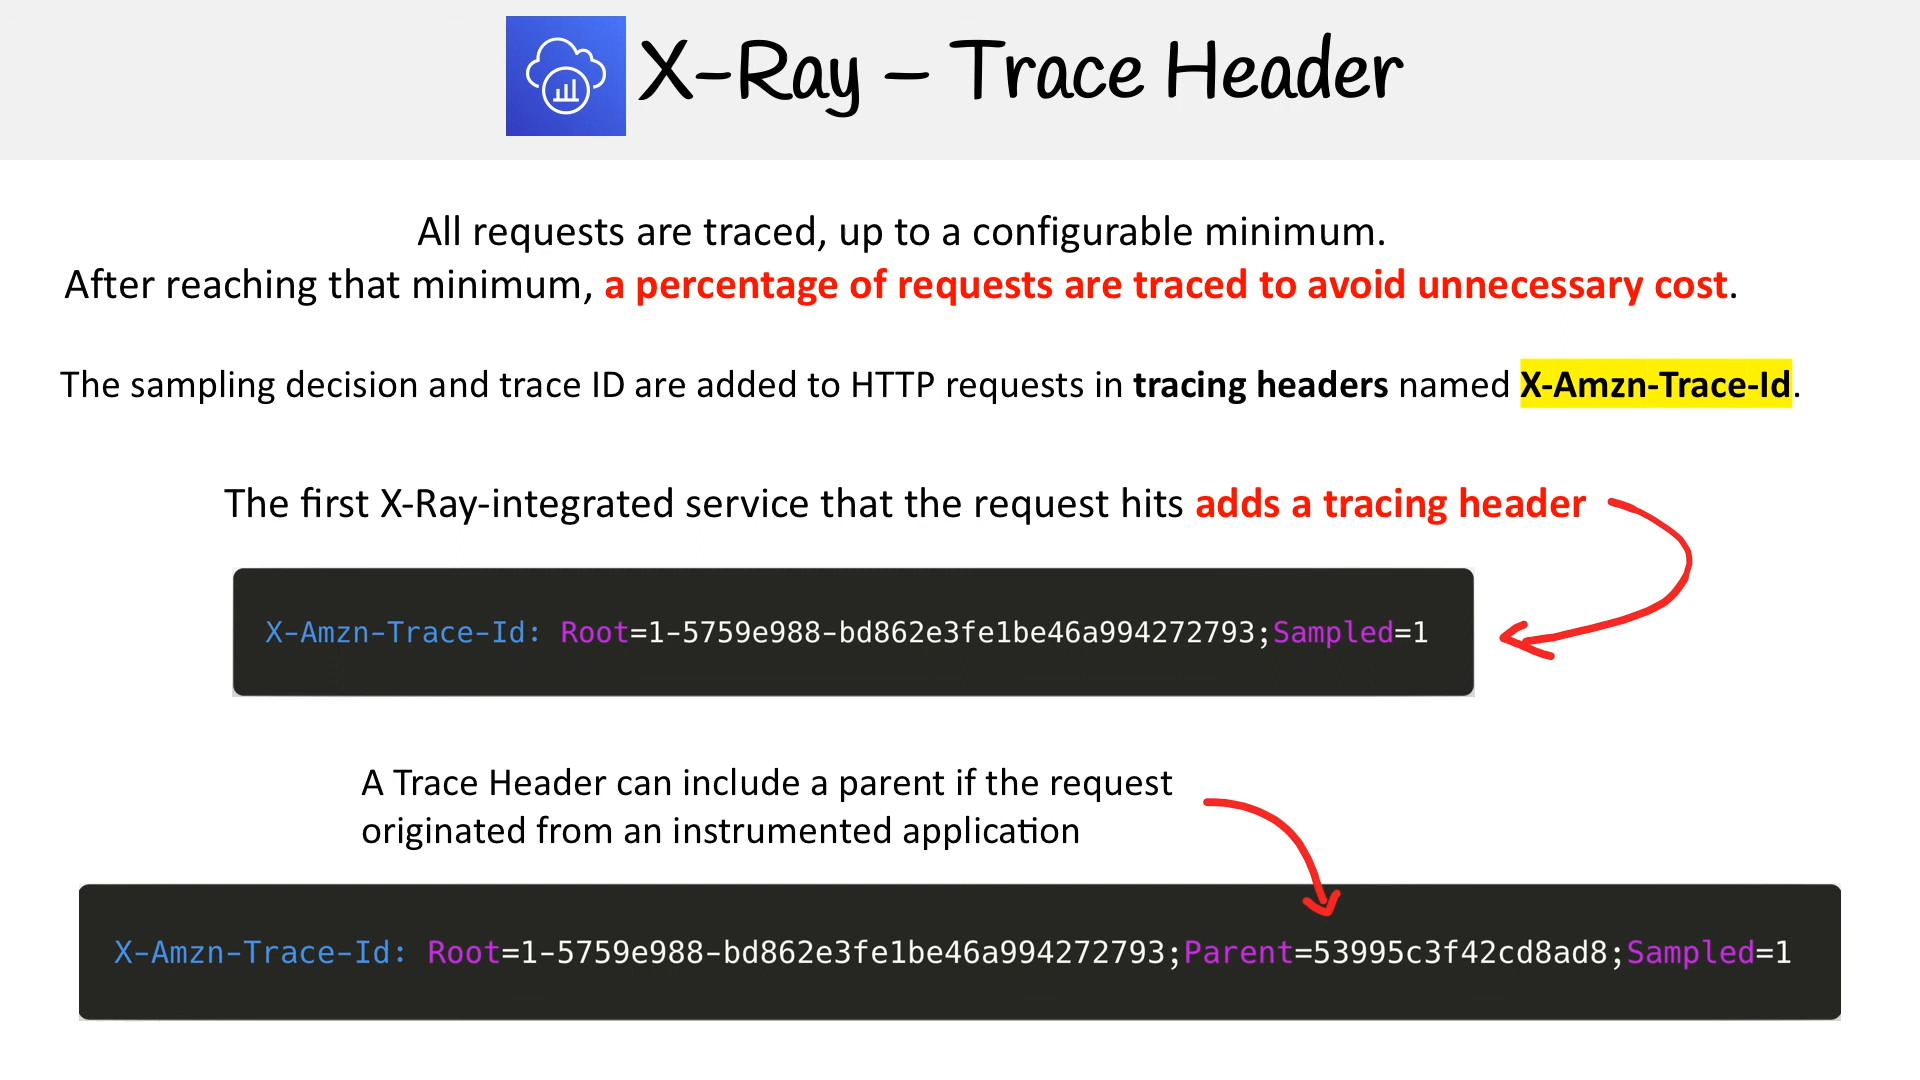 X-Ray – Trace Header
All requests are traced, up to a configurable minimum.
After reaching that minimum, a percentage of requests are traced to avoid unnecessary cost.
The sampling decision and trace ID are added to HTTP requests in tracing headers named X-Amzn-Trace-Id.
The first X-Ray-integrated service that the request hits adds a tracing header
X-Amzn-Trace-Id: Root=1-5759e988-bd862e3fe1be46a994272793;Sampled=1
A Trace Header can include a parent if the request
originated from an instrumented application
X-Amzn-Trace-Id: Root=1-5759e988-bd862e3fe1be46a994272793;Parent=53995c3f42cd8ad8;Sampled=1